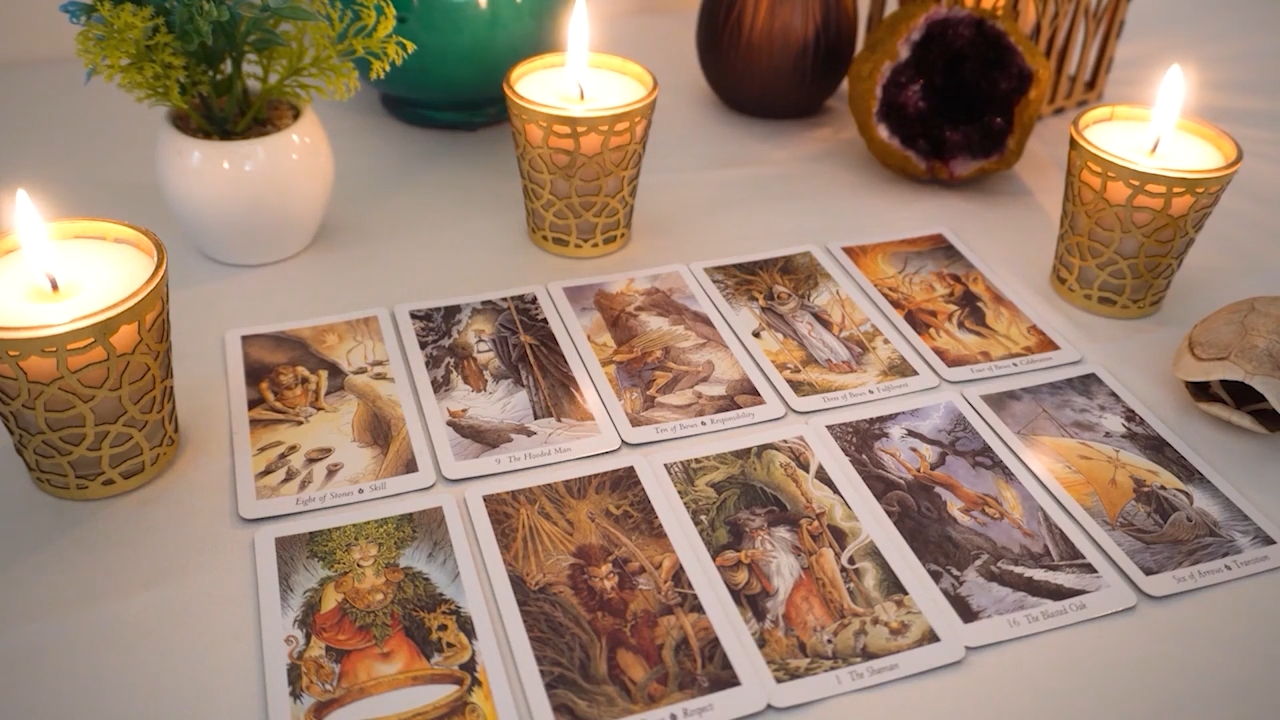 Eight of Stones Skill
9 The Hooded Man
Ten of Bows Responsibility
Three of Bows Fulfilment
Four of Bows Celebration
Respect
1 The Shaman
16 The Blasted Oak
Six of Arrows Transition